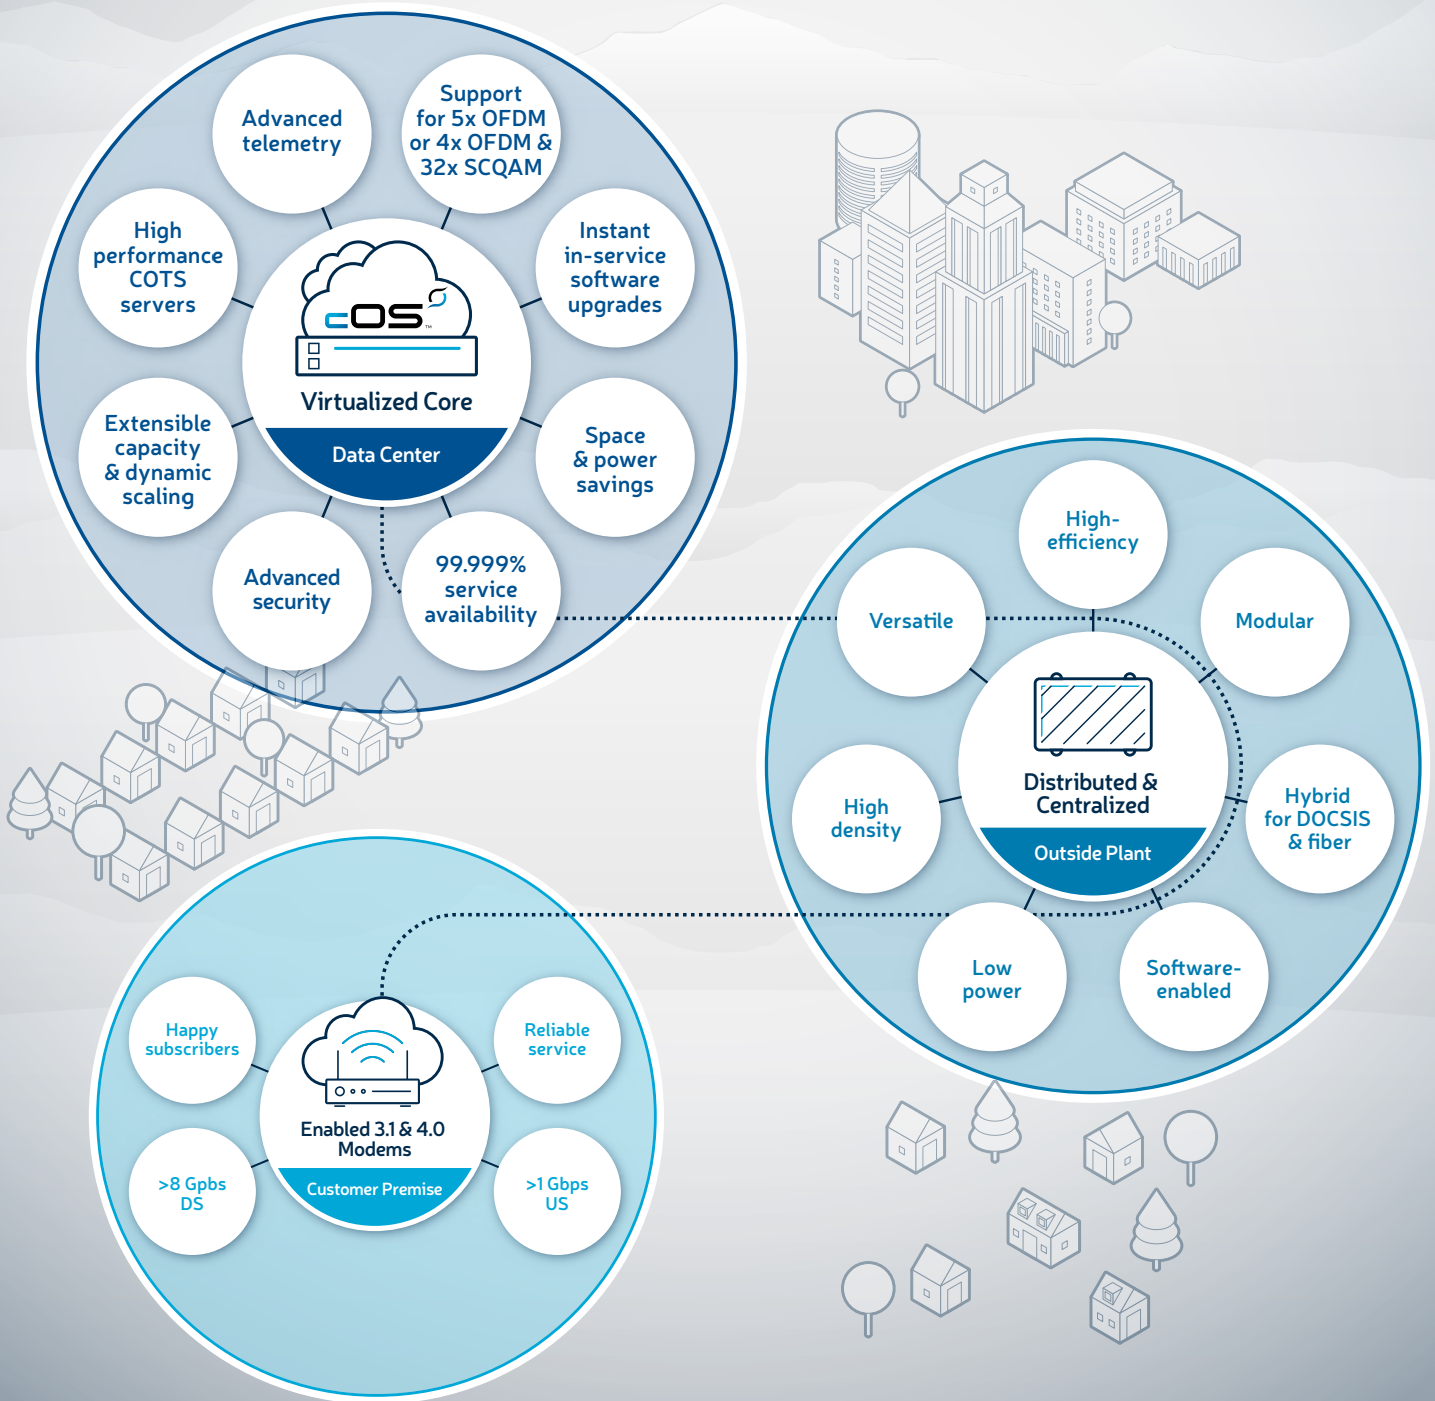 Advanced
telemetry
Support
for 5x OFDM
or 4x OFDM &
32x SCQAM
High
performance
COTS
servers
Instant
in-service
software
upgrades
cOS™
Virtualized Core
Data Center
Extensible
capacity
& dynamic
scaling
Space
& power
savings
Advanced
security
99.999%
service
availability
High-
efficiency
Versatile
Modular
Distributed &
Centralized
Outside Plant
High
density
Hybrid
for DOCSIS
& fiber
Low
power
Software-
enabled
Happy
subscribers
Reliable
service
Enabled 3.1 & 4.0
Modems
Customer Premise
>8 Gpbs
DS
>1 Gbps
US